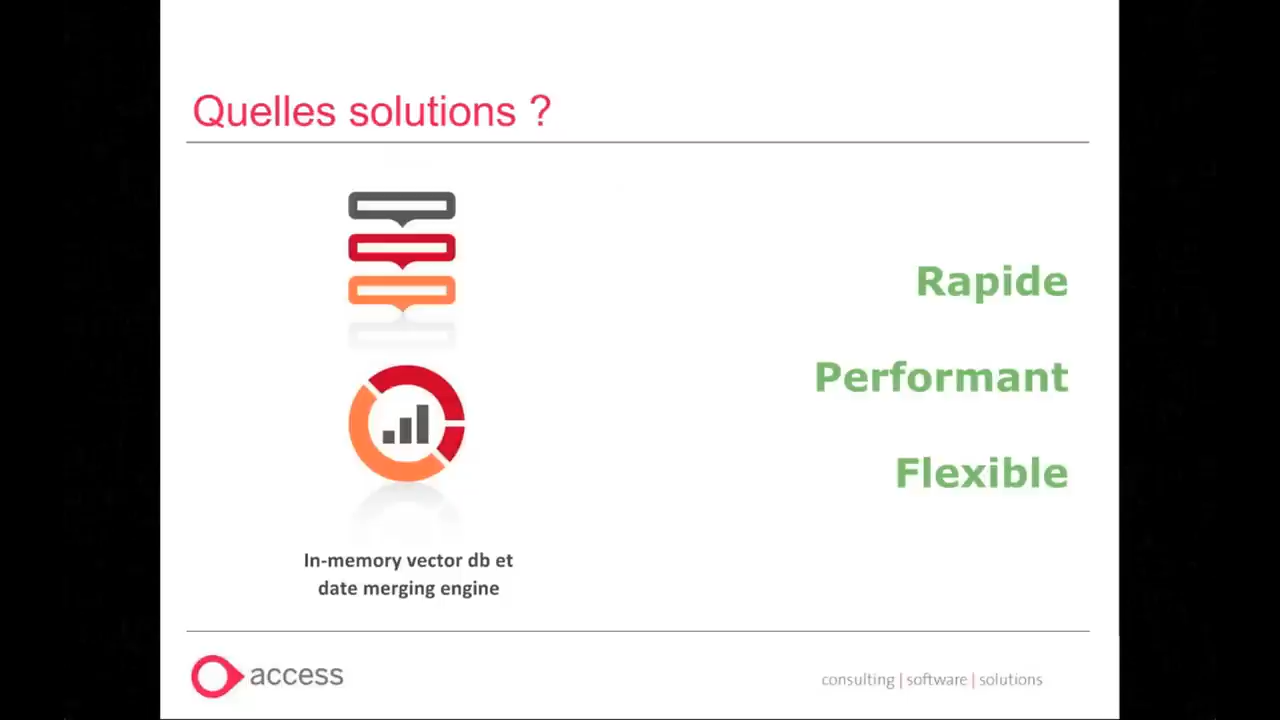 Quelles solutions ?
Rapide
Performant
Flexible
In-memory vector db et
date merging engine
access
consulting | software | solutions